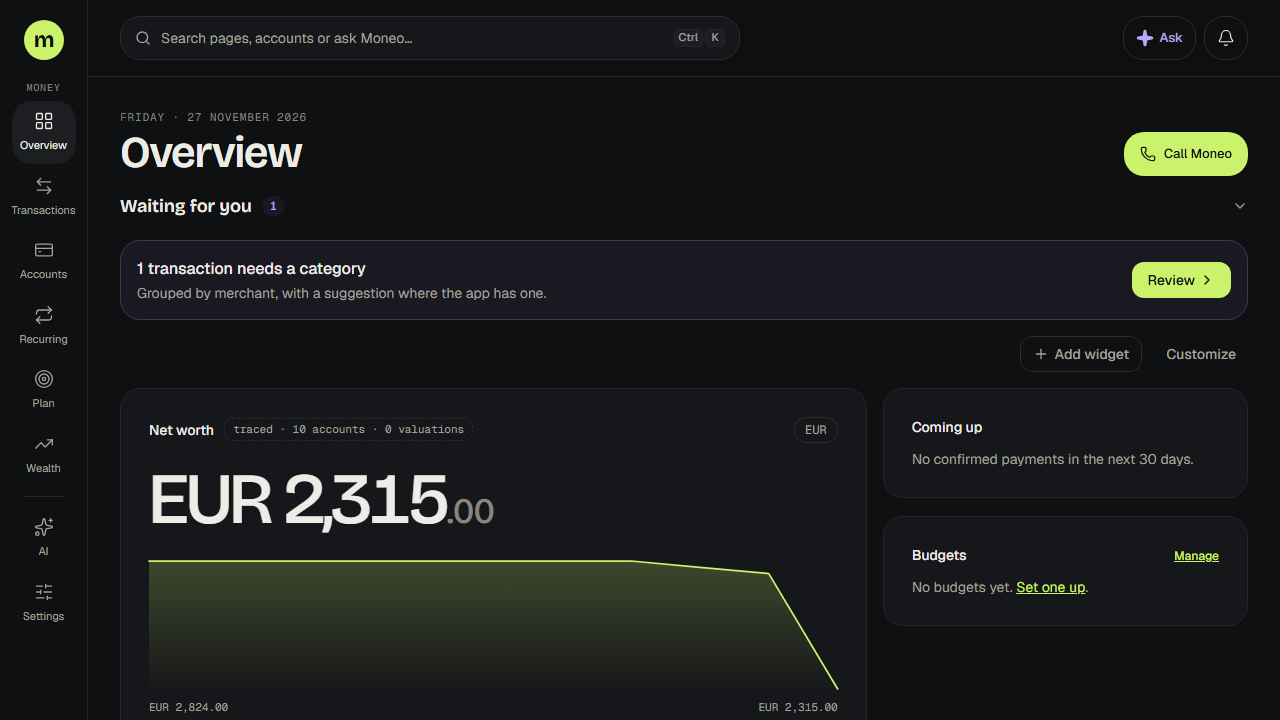 m
Search pages, accounts or ask Moneo...
Ctrl K
Ask
MONEY
Overview
Transactions
Accounts
Recurring
Plan
Wealth
AI
Settings
FRIDAY · 27 NOVEMBER 2026
Overview
Call Moneo
Waiting for you 1
1 transaction needs a category
Grouped by merchant, with a suggestion where the app has one.
Review
Add widget
Customize
Net worth
traced · 10 accounts · 0 valuations
EUR
EUR 2,315.00
EUR 2,824.00
EUR 2,315.00
Coming up
No confirmed payments in the next 30 days.
Budgets
Manage
No budgets yet. Set one up.